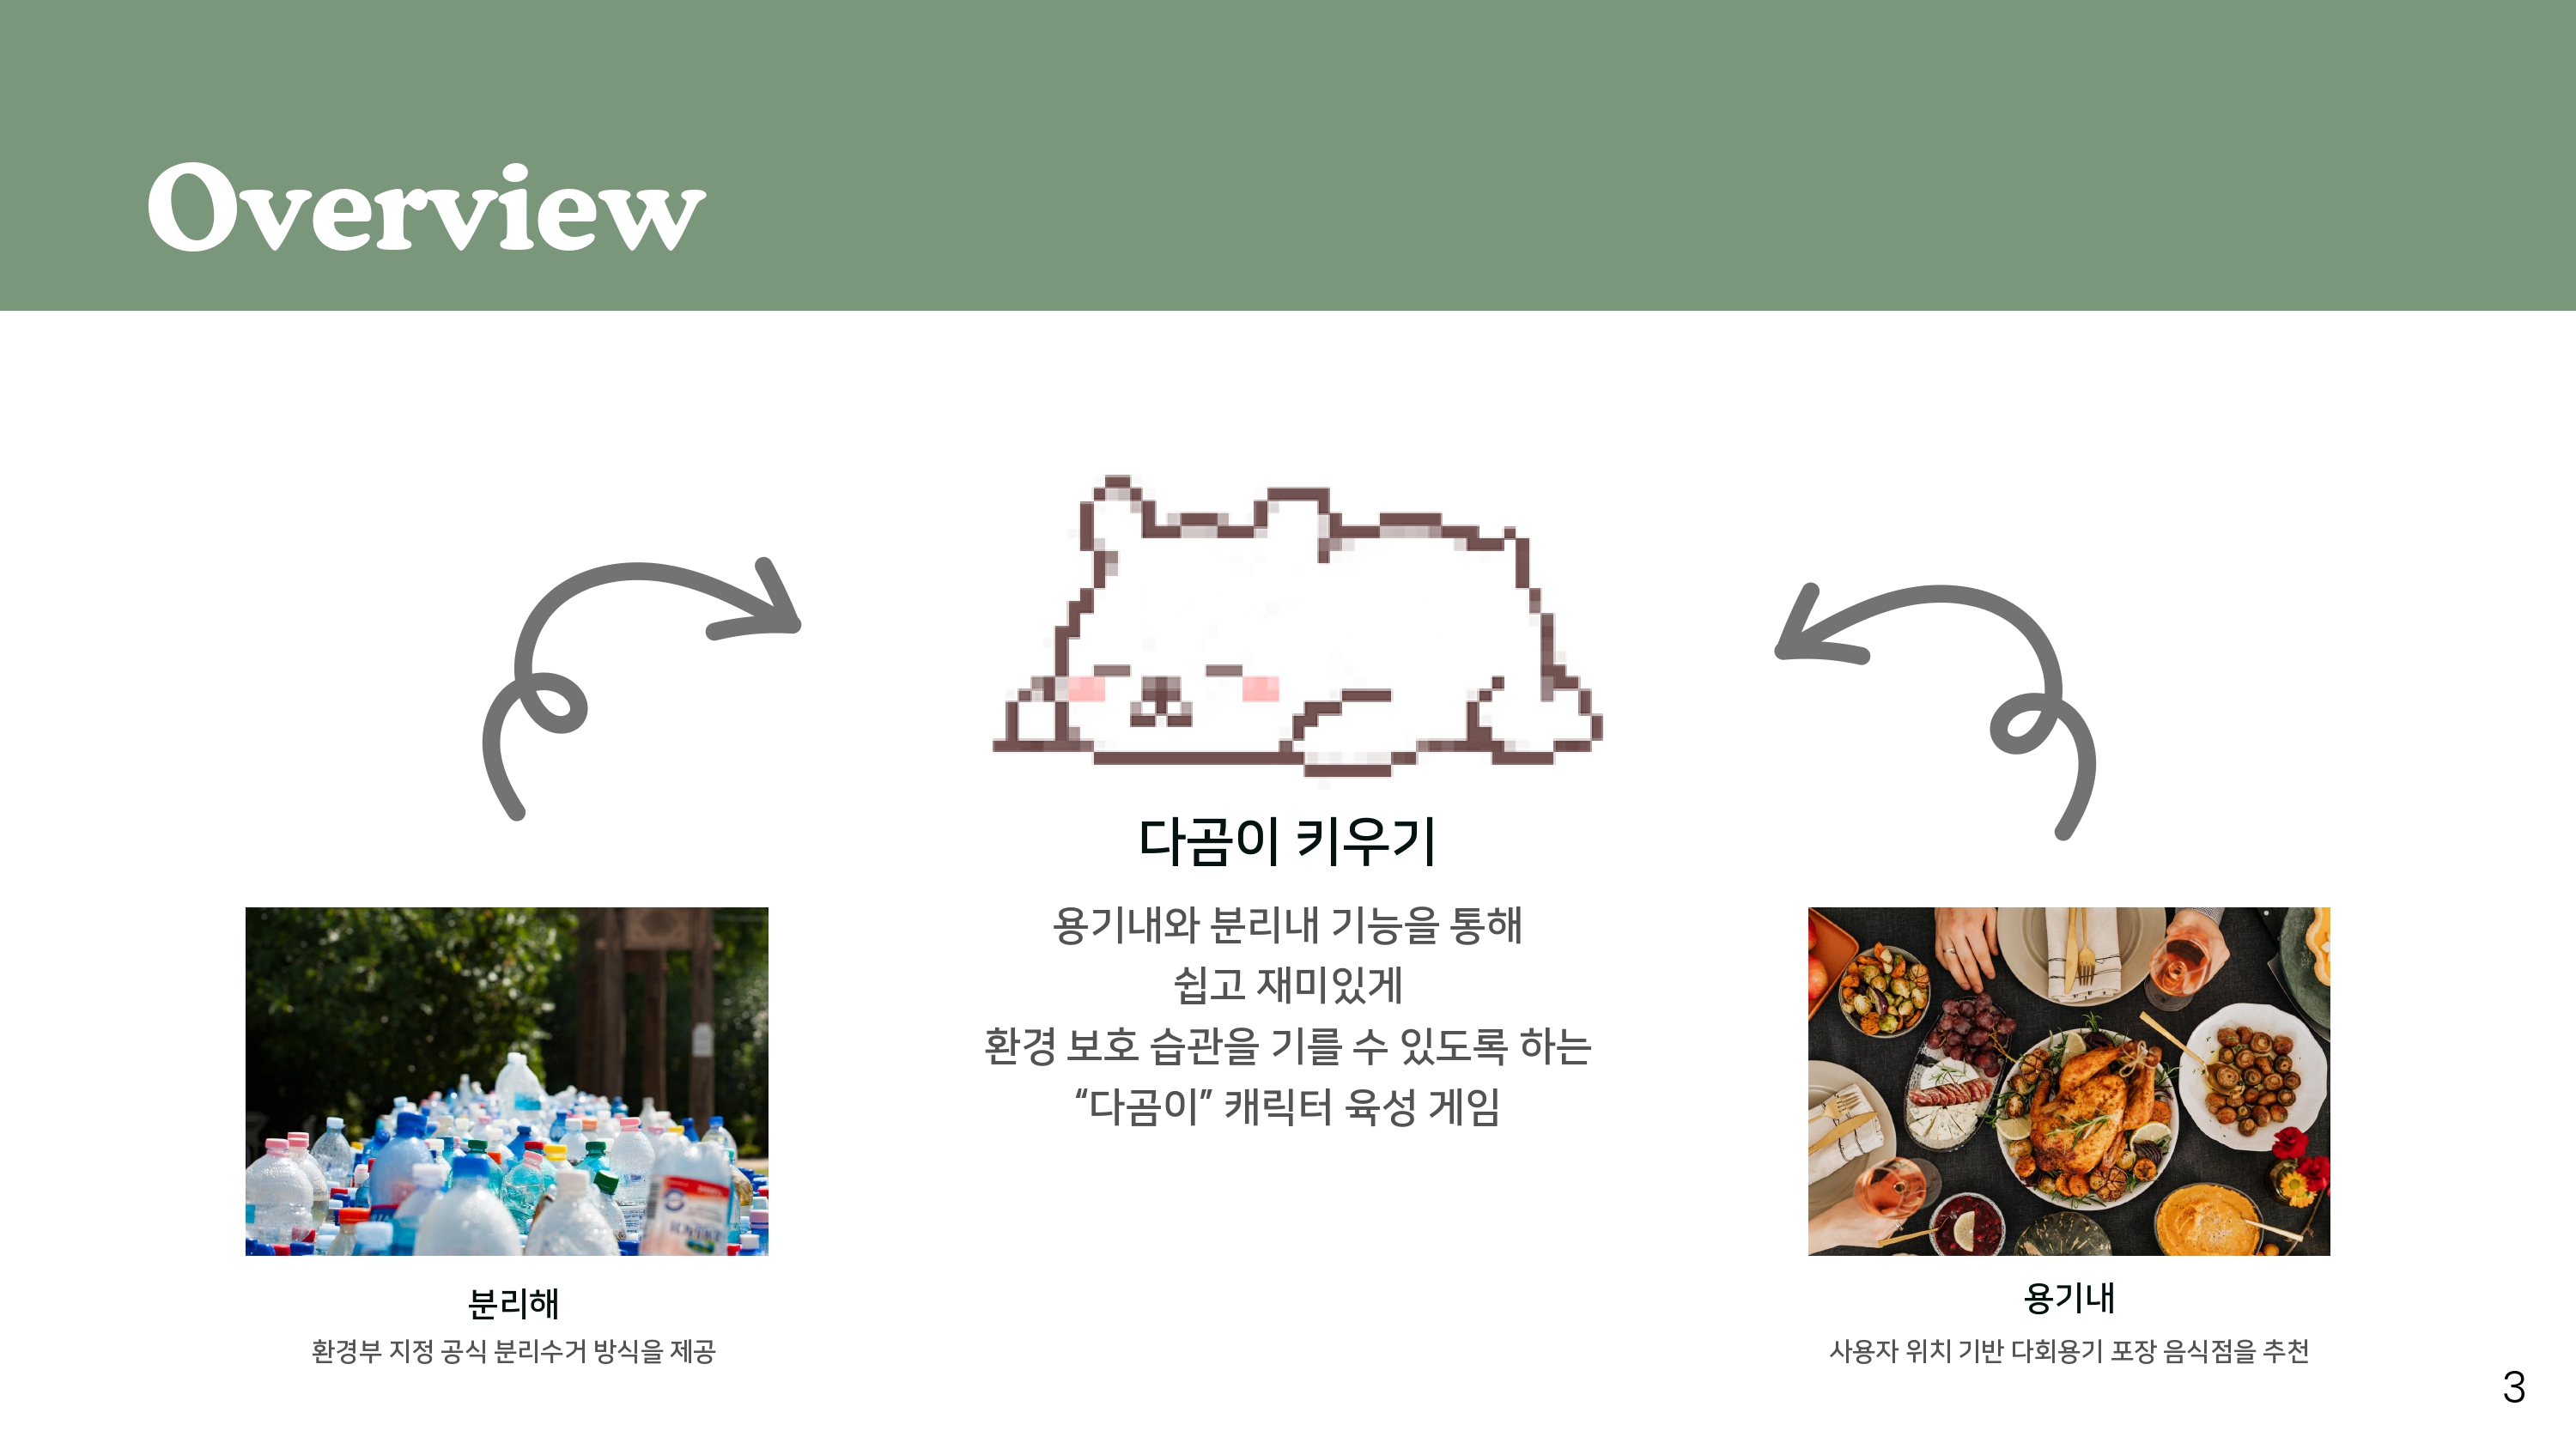 Overview
다곰이 키우기
용기내와 분리내 기능을 통해
쉽고 재미있게
환경 보호 습관을 기를 수 있도록 하는
“다곰이” 캐릭터 육성 게임
분리해
환경부 지정 공식 분리수거 방식을 제공
용기내
사용자 위치 기반 다회용기 포장 음식점을 추천
3